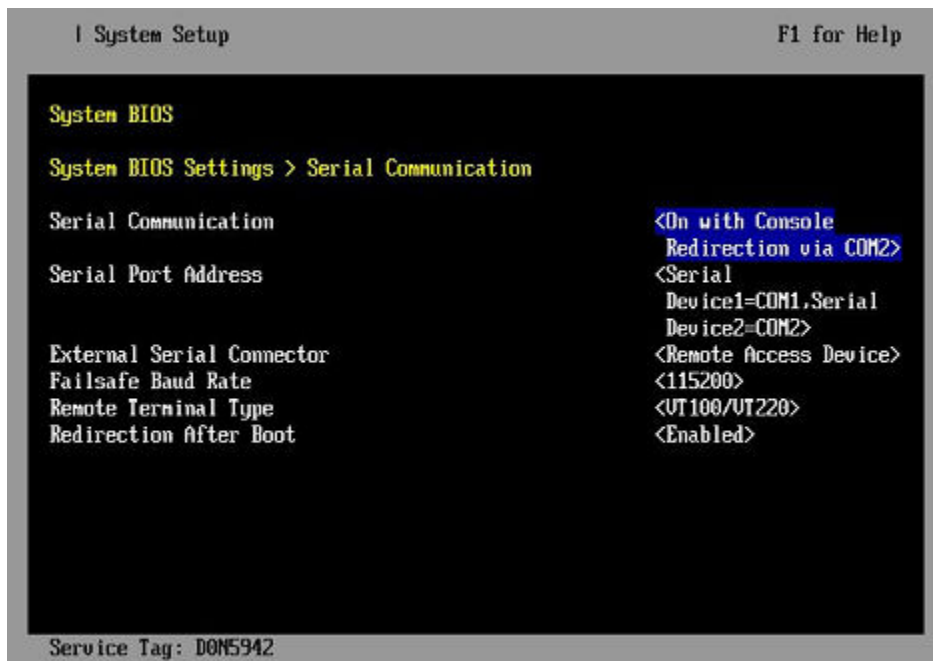 | System Setup F1 for Help
System BIOS
System BIOS Settings > Serial Communication
Serial Communication <On with Console
Redirection via COM2>
Serial Port Address <Serial
Device1=COM1,Serial
Device2=COM2>
External Serial Connector <Remote Access Device>
Failsafe Baud Rate <115200>
Remote Terminal Type <VT100/VT220>
Redirection After Boot <Enabled>
Service Tag: D0N5942